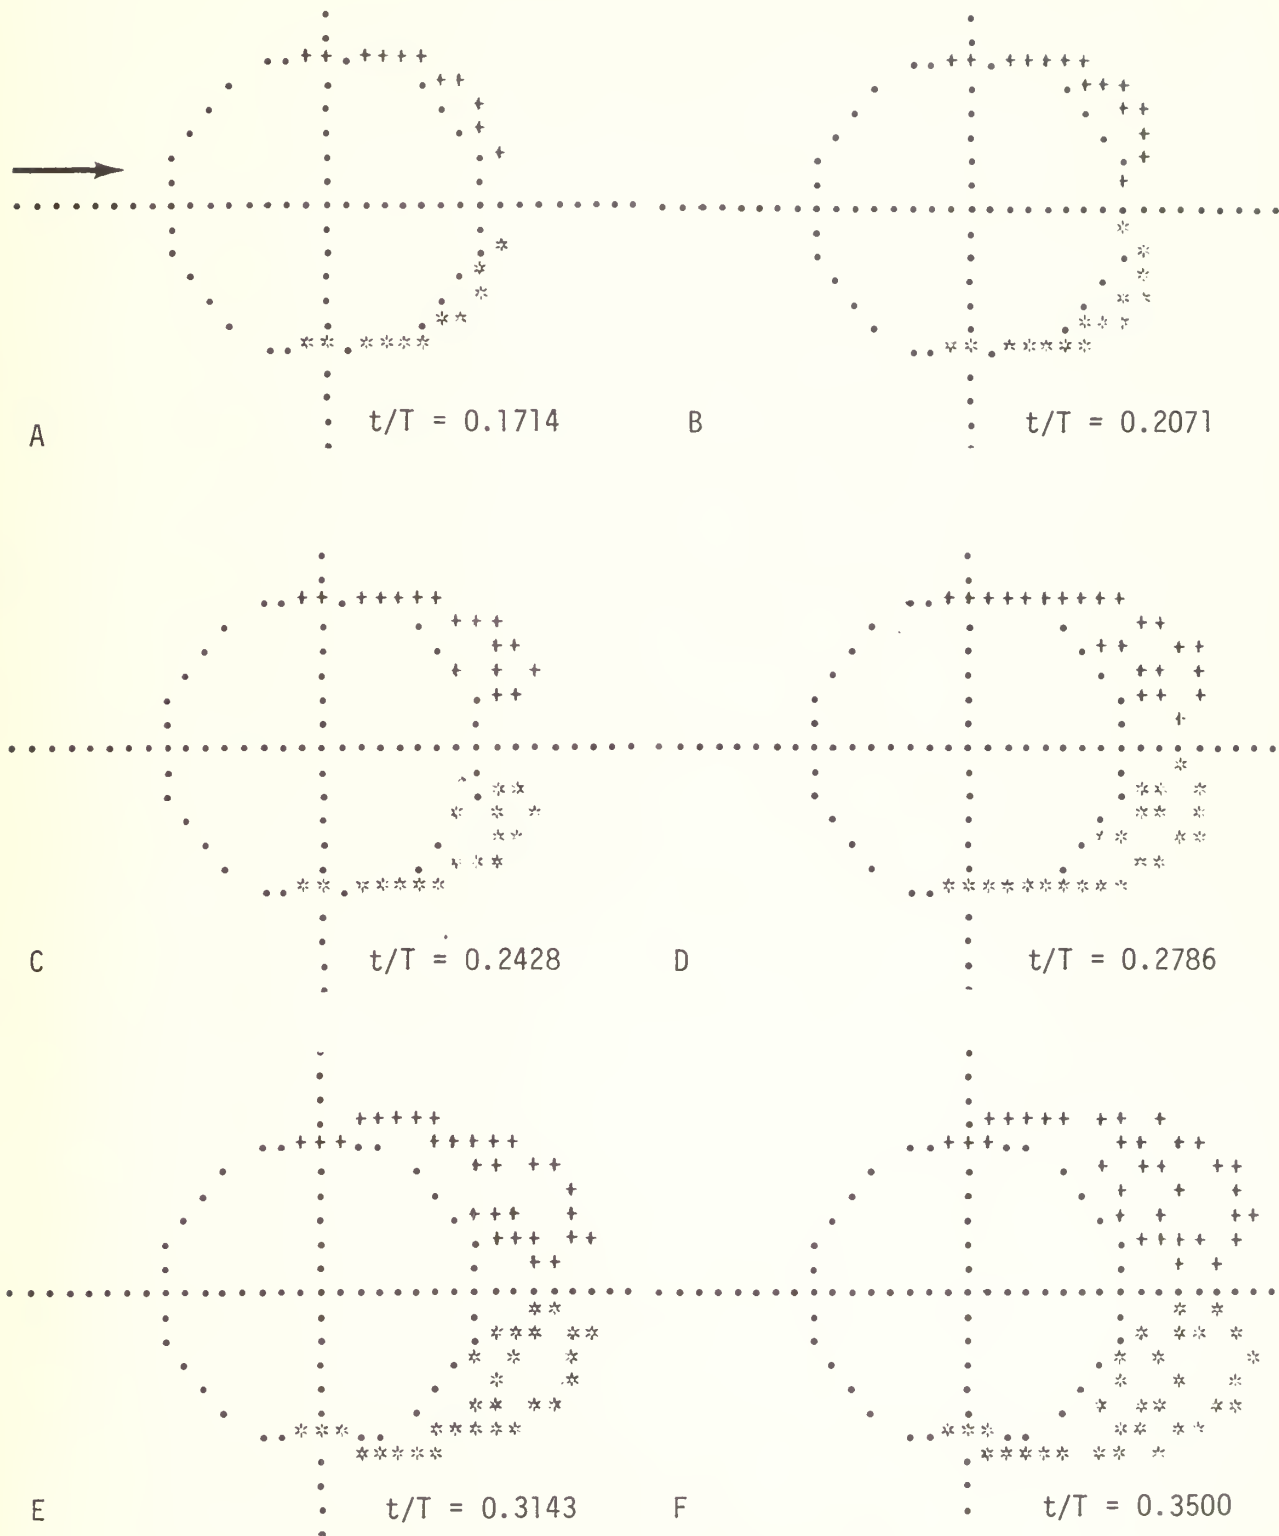 A
t/T = 0.1714
B
t/T = 0.2071
C
t/T = 0.2428
D
t/T = 0.2786
E
t/T = 0.3143
F
t/T = 0.3500